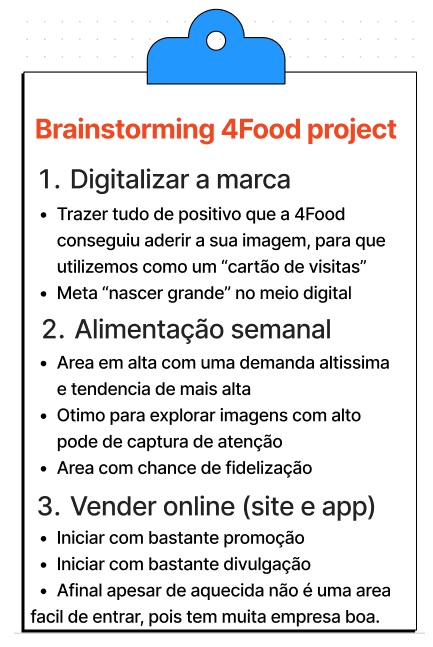 Brainstorming 4Food project
1. Digitalizar a marca
• Trazer tudo de positivo que a 4Food
conseguiu aderir a sua imagem, para que
utilizemos como um “cartão de visitas”
• Meta “nascer grande” no meio digital
2. Alimentação semanal
• Area em alta com uma demanda altissima
e tendencia de mais alta
• Otimo para explorar imagens com alto
pode de captura de atenção
• Area com chance de fidelização
3. Vender online (site e app)
• Iniciar com bastante promoção
• Iniciar com bastante divulgação
• Afinal apesar de aquecida não é uma area
facil de entrar, pois tem muita empresa boa.